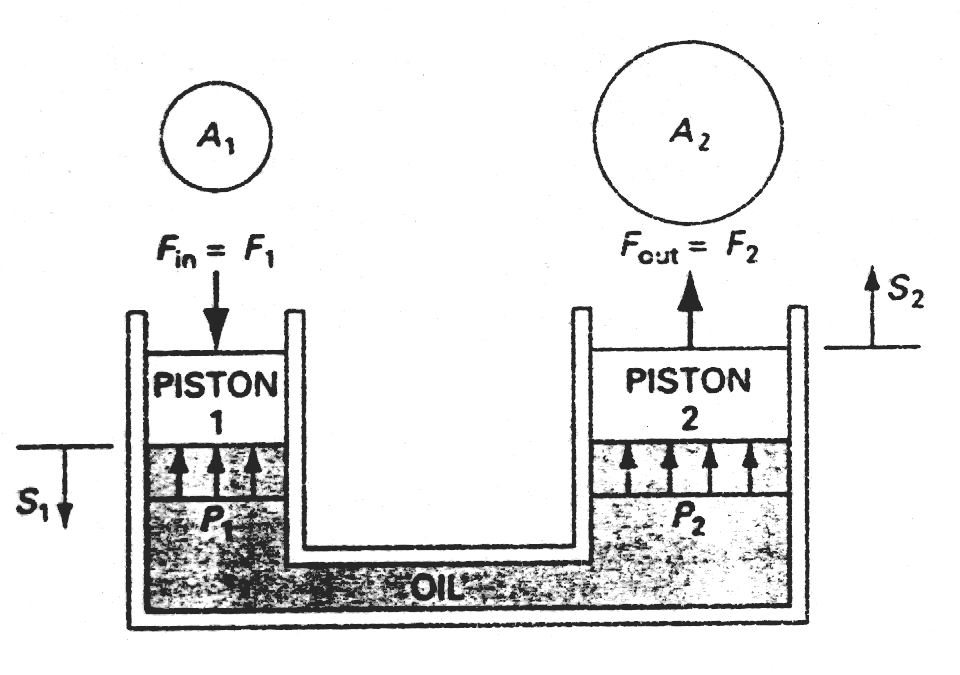 A1
A2
Fin = F1
Fout = F2
S2
PISTON
1
PISTON
2
S1
P1
P2
OIL